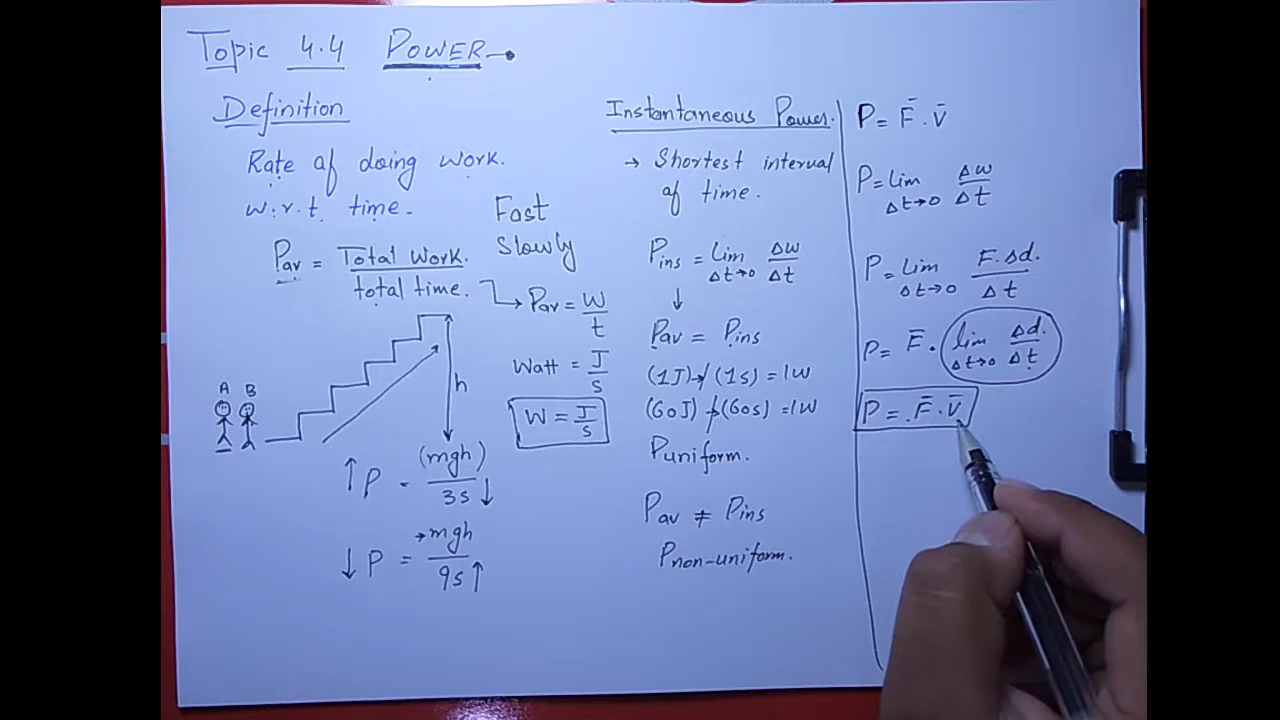 Topic 4.4 POWER→
Definition
Rate of doing work.
w.r.t. time.
Fast
Slowly
Pav = Total Work. / total time.
→ Pav = W / t
Watt = J / s
W = J / s
A B
h
↑P = (mgh) / 3s ↓
↓P = →mgh / 9s ↑
Instantaneous Power.
→ Shortest interval
of time.
Pins = lim Δt→0 Δw / Δt
↓
Pav = Pins
(1J) → (1s) = 1W
(60J) → (60s) = 1W
Puniform.
Pav ≠ Pins
Pnon-uniform.
P = F̄ . V̄
P = lim Δt→0 Δw / Δt
P = lim Δt→0 F. Δd. / Δt
P = F̄ . lim Δt→0 Δd. / Δt
P = . F̄ . V̄